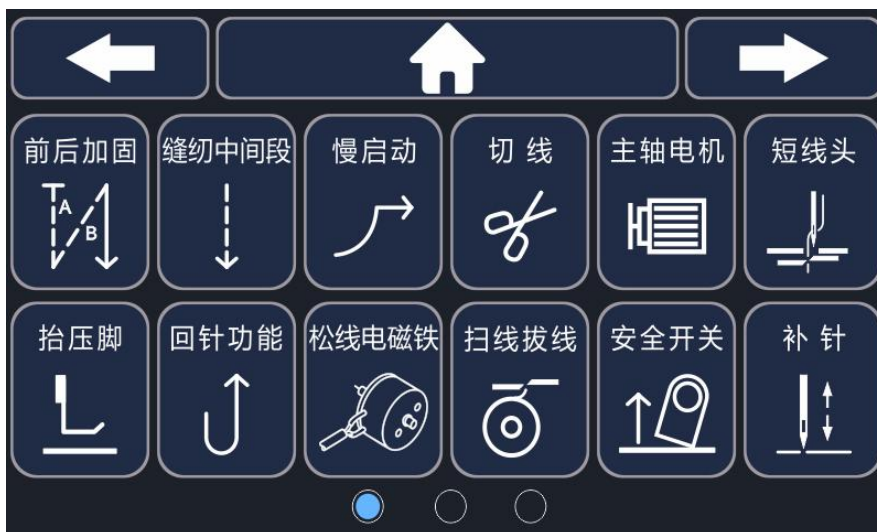 前后加固
缝纫中间段
慢启动
切 线
主轴电机
短线头
A
B
抬压脚
回针功能
松线电磁铁
扫线拨线
安全开关
补 针